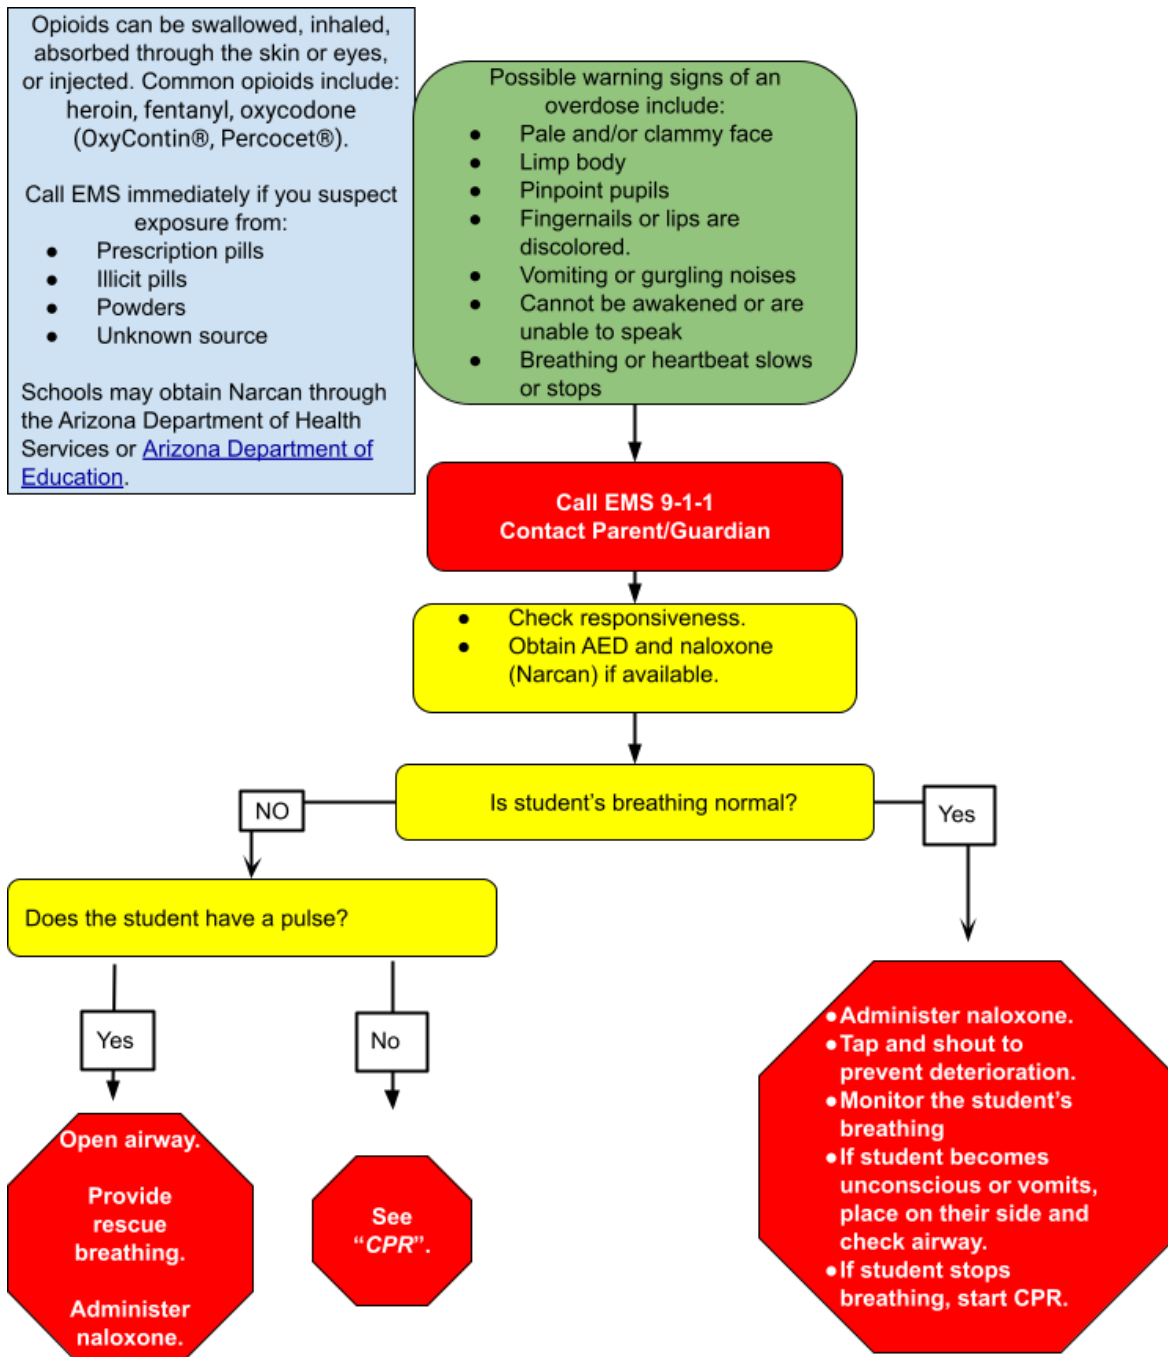 Opioids can be swallowed, inhaled,
absorbed through the skin or eyes,
or injected. Common opioids include:
heroin, fentanyl, oxycodone
(OxyContin®, Percocet®).
Call EMS immediately if you suspect
exposure from:
● Prescription pills
● Illicit pills
● Powders
● Unknown source
Schools may obtain Narcan through
the Arizona Department of Health
Services or Arizona Department of
Education.
Possible warning signs of an
overdose include:
● Pale and/or clammy face
● Limp body
● Pinpoint pupils
● Fingernails or lips are
discolored.
● Vomiting or gurgling noises
● Cannot be awakened or are
unable to speak
● Breathing or heartbeat slows
or stops
Call EMS 9-1-1
Contact Parent/Guardian
● Check responsiveness.
● Obtain AED and naloxone
(Narcan) if available.
Is student's breathing normal?
NO
Yes
Does the student have a pulse?
Yes
No
Open airway.
Provide
rescue
breathing.
Administer
naloxone.
See
“CPR”.
● Administer naloxone.
● Tap and shout to
prevent deterioration.
● Monitor the student's
breathing
● If student becomes
unconscious or vomits,
place on their side and
check airway.
● If student stops
breathing, start CPR.